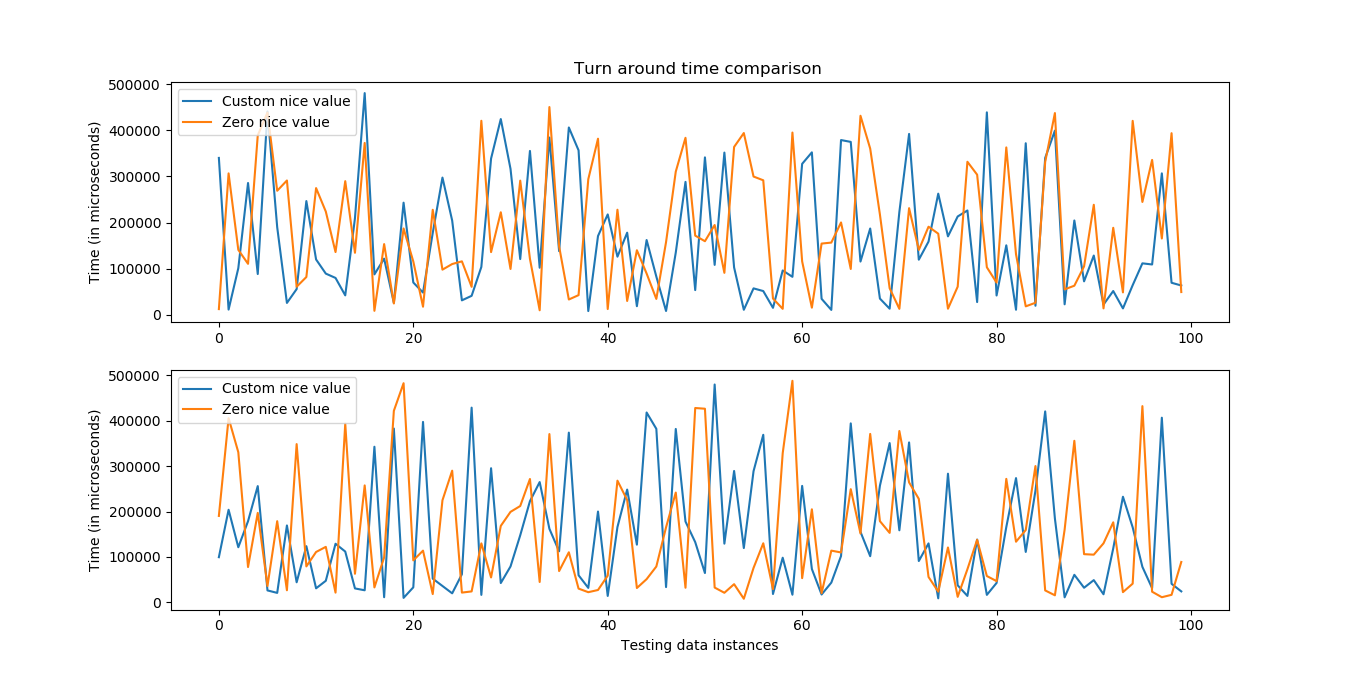 Turn around time comparison
Time (in microseconds)
500000
400000
300000
200000
100000
0
Custom nice value
Zero nice value
0 20 40 60 80 100
Time (in microseconds)
500000
400000
300000
200000
100000
0
Custom nice value
Zero nice value
0 20 40 60 80 100
Testing data instances